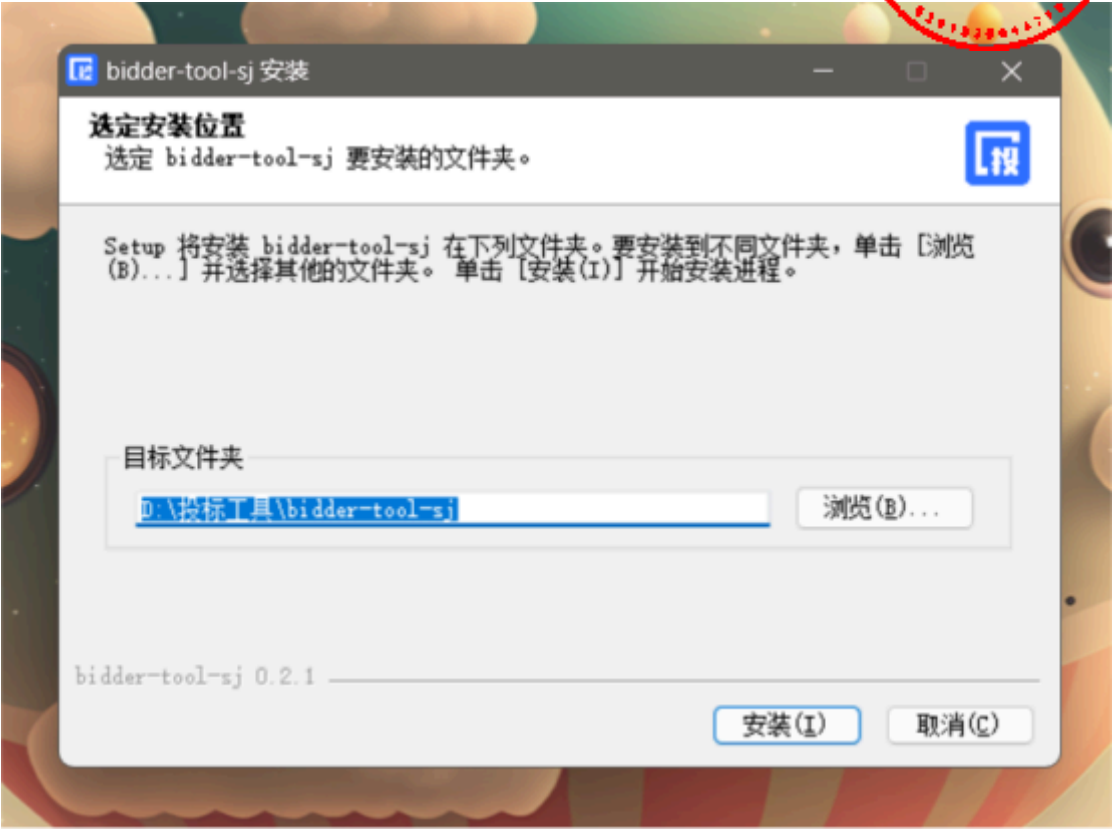 bidder-tool-sj 安装
选定安装位置
选定 bidder-tool-sj 要安装的文件夹。
投
Setup 将安装 bidder-tool-sj 在下列文件夹。要安装到不同文件夹，单击 [浏览
(B)...] 并选择其他的文件夹。 单击 [安装(I)] 开始安装进程。
目标文件夹
D:\投标工具\bidder-tool-sj
浏览(B)...
bidder-tool-sj 0.2.1
安装(I)
取消(C)